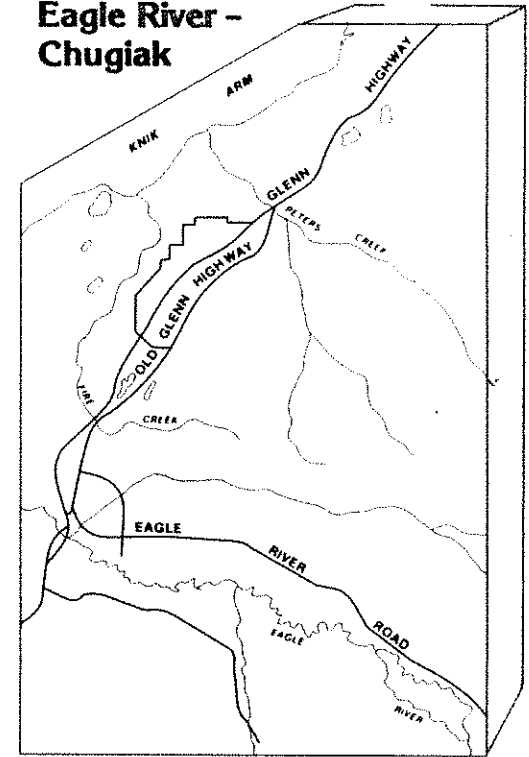 Eagle River –
Chugiak
KNIK ARM
GLENN HIGHWAY
PETERS CREEK
OLD GLENN HIGHWAY
FIRE CREEK
EAGLE RIVER ROAD
EAGLE RIVER